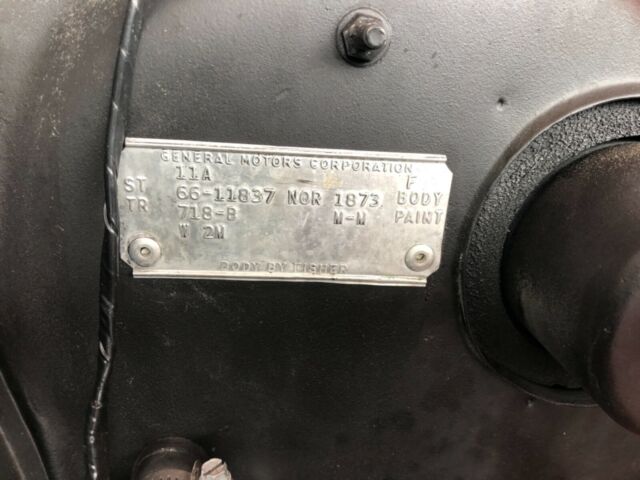 GENERAL MOTORS CORPORATION
11A F
ST 66-11837 NOR 1873 BODY
TR 718-B M-M PAINT
W 2M
BODY BY FISHER